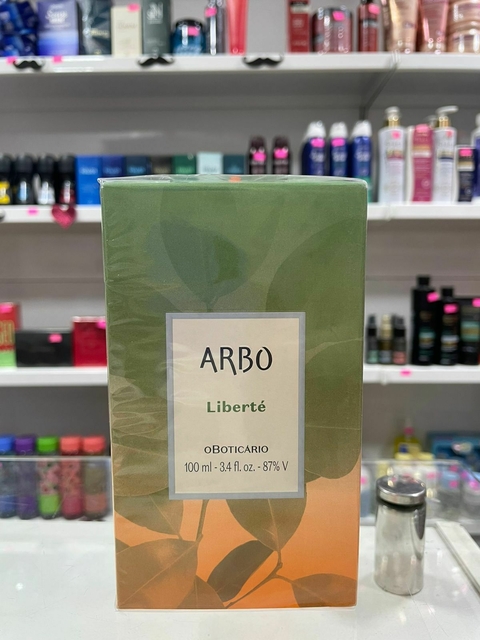 ARBO
Liberté
oBOTICÁRIO
100 ml - 3.4 fl. oz. - 87% V